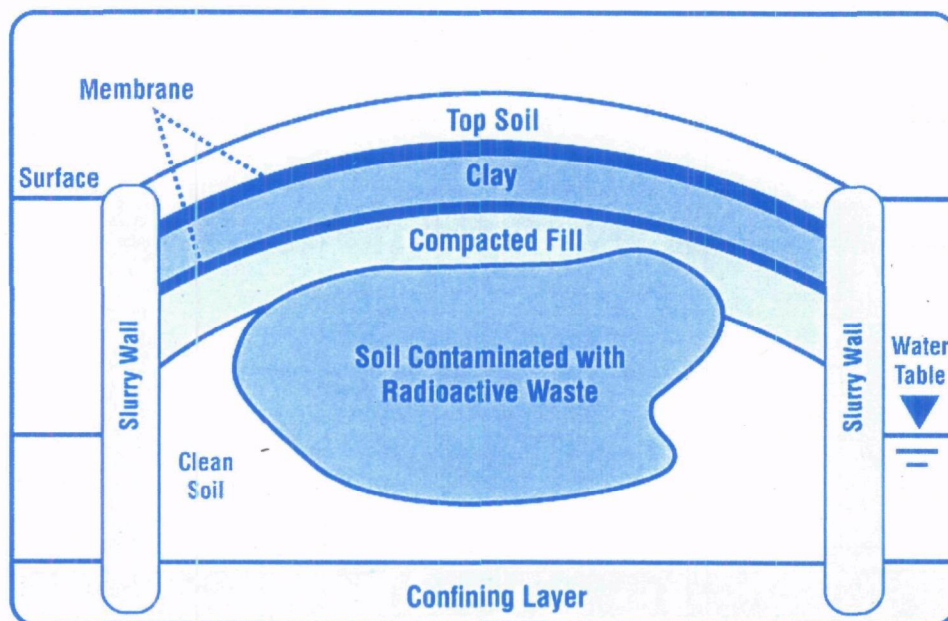 Membrane
Top Soil
Surface
Clay
Compacted Fill
Soil Contaminated with
Radioactive Waste
Slurry Wall
Slurry Wall
Water
Table
Clean
Soil
Confining Layer